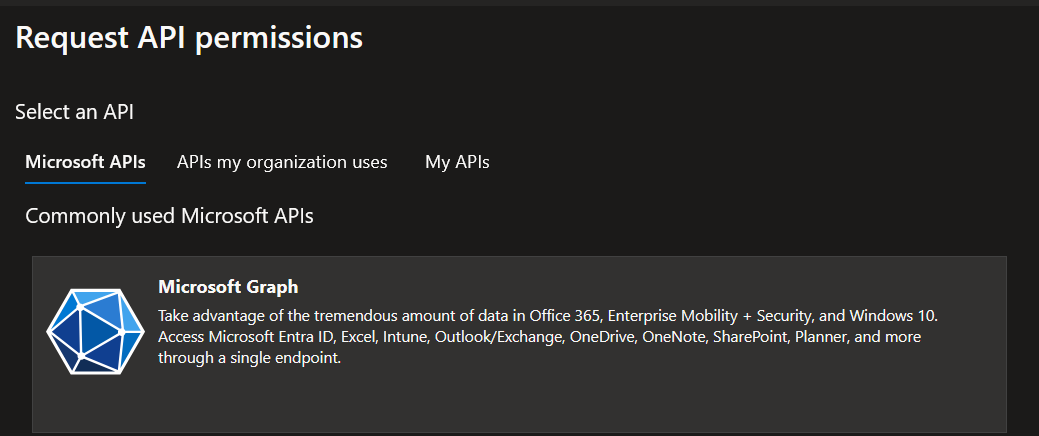 Request API permissions
Select an API
Microsoft APIs APIs my organization uses My APIs
Commonly used Microsoft APIs
Microsoft Graph
Take advantage of the tremendous amount of data in Office 365, Enterprise Mobility + Security, and Windows 10.
Access Microsoft Entra ID, Excel, Intune, Outlook/Exchange, OneDrive, OneNote, SharePoint, Planner, and more
through a single endpoint.